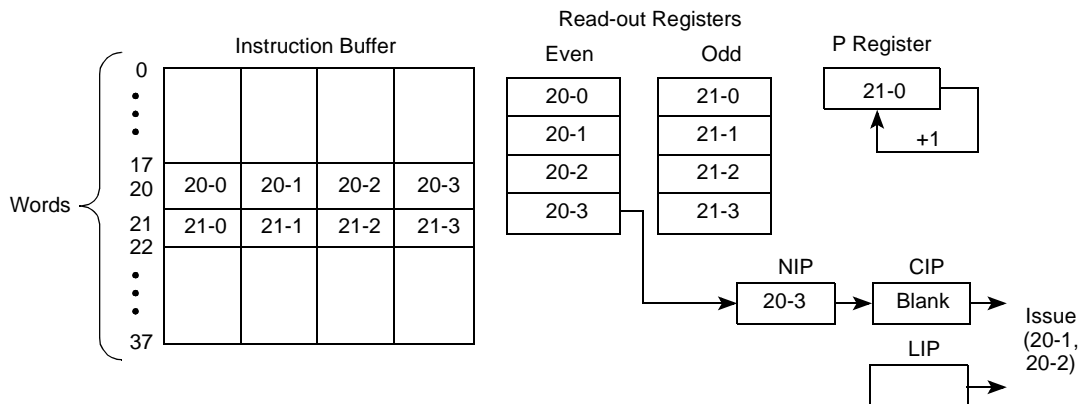 Read-out Registers
Instruction Buffer
Even
Odd
P Register
0
20-0
21-0
21-0
20-1
21-1
+1
17
20-2
21-2
Words
20
20-0
20-1
20-2
20-3
20-3
21-3
21
21-0
21-1
21-2
21-3
22
NIP
CIP
20-3
Blank
Issue
(20-1,
20-2)
37
LIP